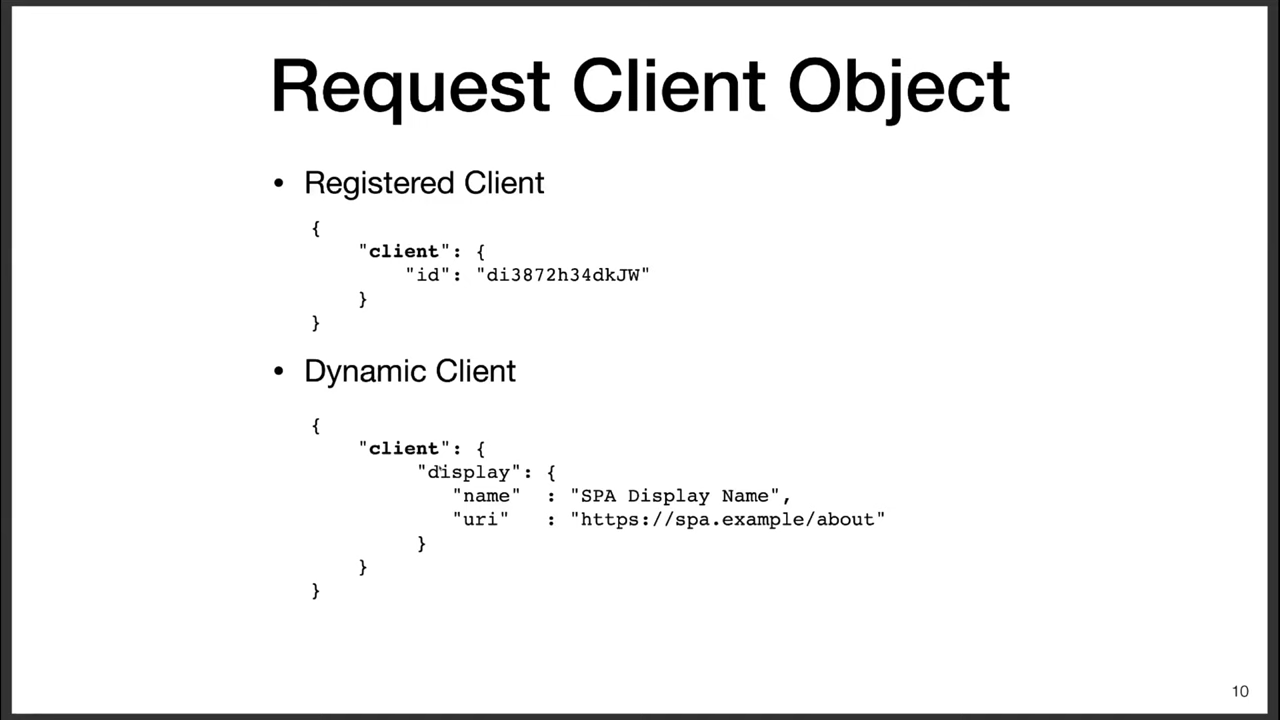 Request Client Object
• Registered Client
{
    "client": {
        "id": "di3872h34dkJW"
    }
}
• Dynamic Client
{
    "client": {
         "display": {
            "name"  : "SPA Display Name",
            "uri"   : "https://spa.example/about"
         }
    }
}
10